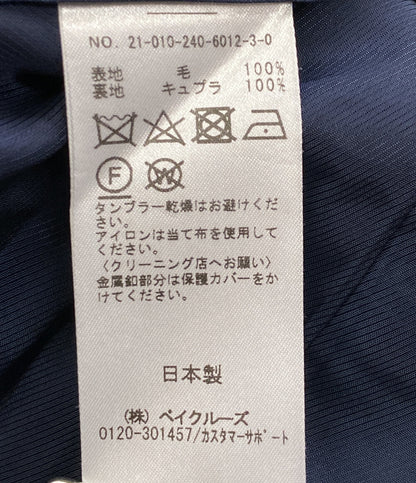 NO. 21-010-240-6012-3-0
表地 毛 100%
裏地 キュプラ 100%
F W
タンブラー乾燥はお避けくだ
さい。
アイロンは当て布を使用して
ください。
〈クリーニング店へお願い〉
金属釦部分は保護カバーをか
けてください。
日本製
(株) ベイクルーズ
0120-301457/カスタマーサポート